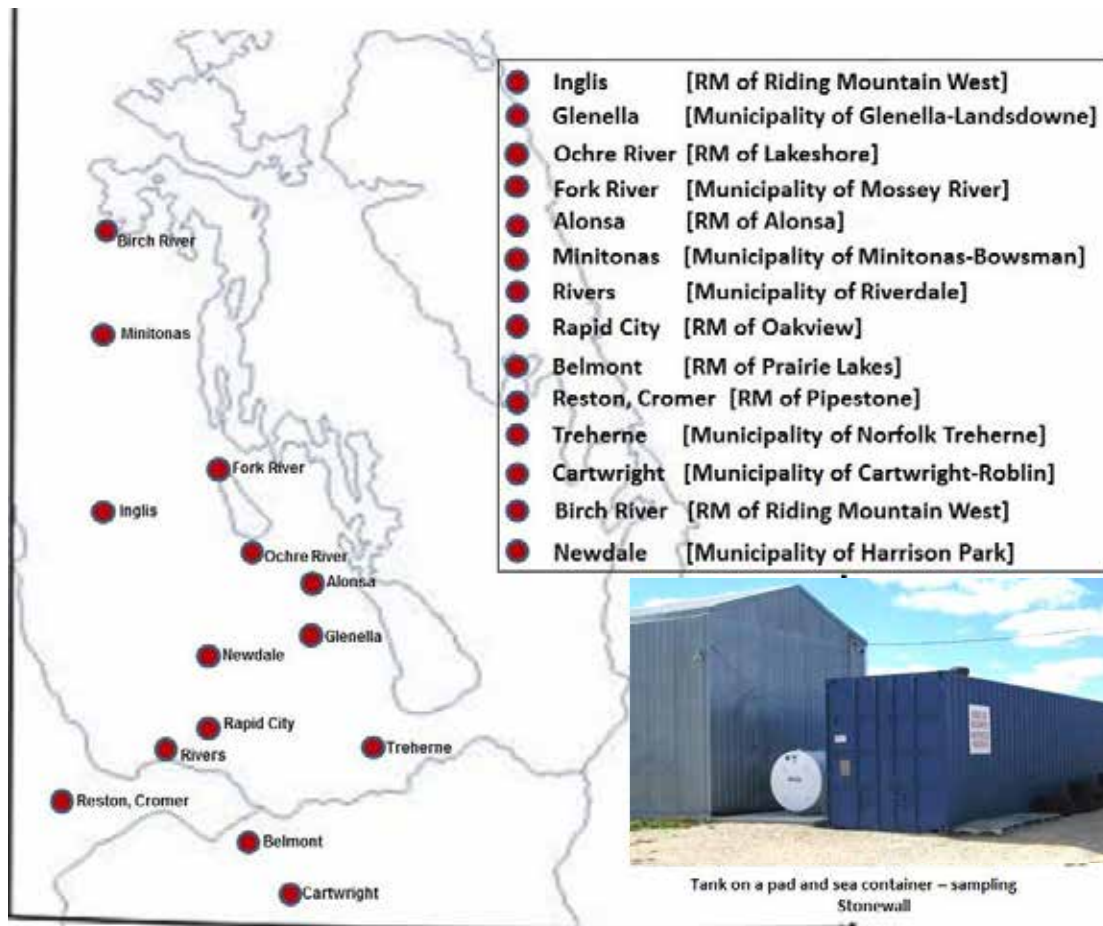 Inglis [RM of Riding Mountain West]
Glenella [Municipality of Glenella-Landsdowne]
Ochre River [RM of Lakeshore]
Fork River [Municipality of Mossey River]
Alonsa [RM of Alonsa]
Minitonas [Municipality of Minitonas-Bowsman]
Rivers [Municipality of Riverdale]
Rapid City [RM of Oakview]
Belmont [RM of Prairie Lakes]
Reston, Cromer [RM of Pipestone]
Treherne [Municipality of Norfolk Treherne]
Cartwright [Municipality of Cartwright-Roblin]
Birch River [RM of Riding Mountain West]
Newdale [Municipality of Harrison Park]
Birch River
Minitonas
Fork River
Inglis
Ochre River
Alonsa
Glenella
Newdale
Rapid City
Rivers
Treherne
Reston, Cromer
Belmont
Cartwright
Tank on a pad and sea container – sampling
Stonewall